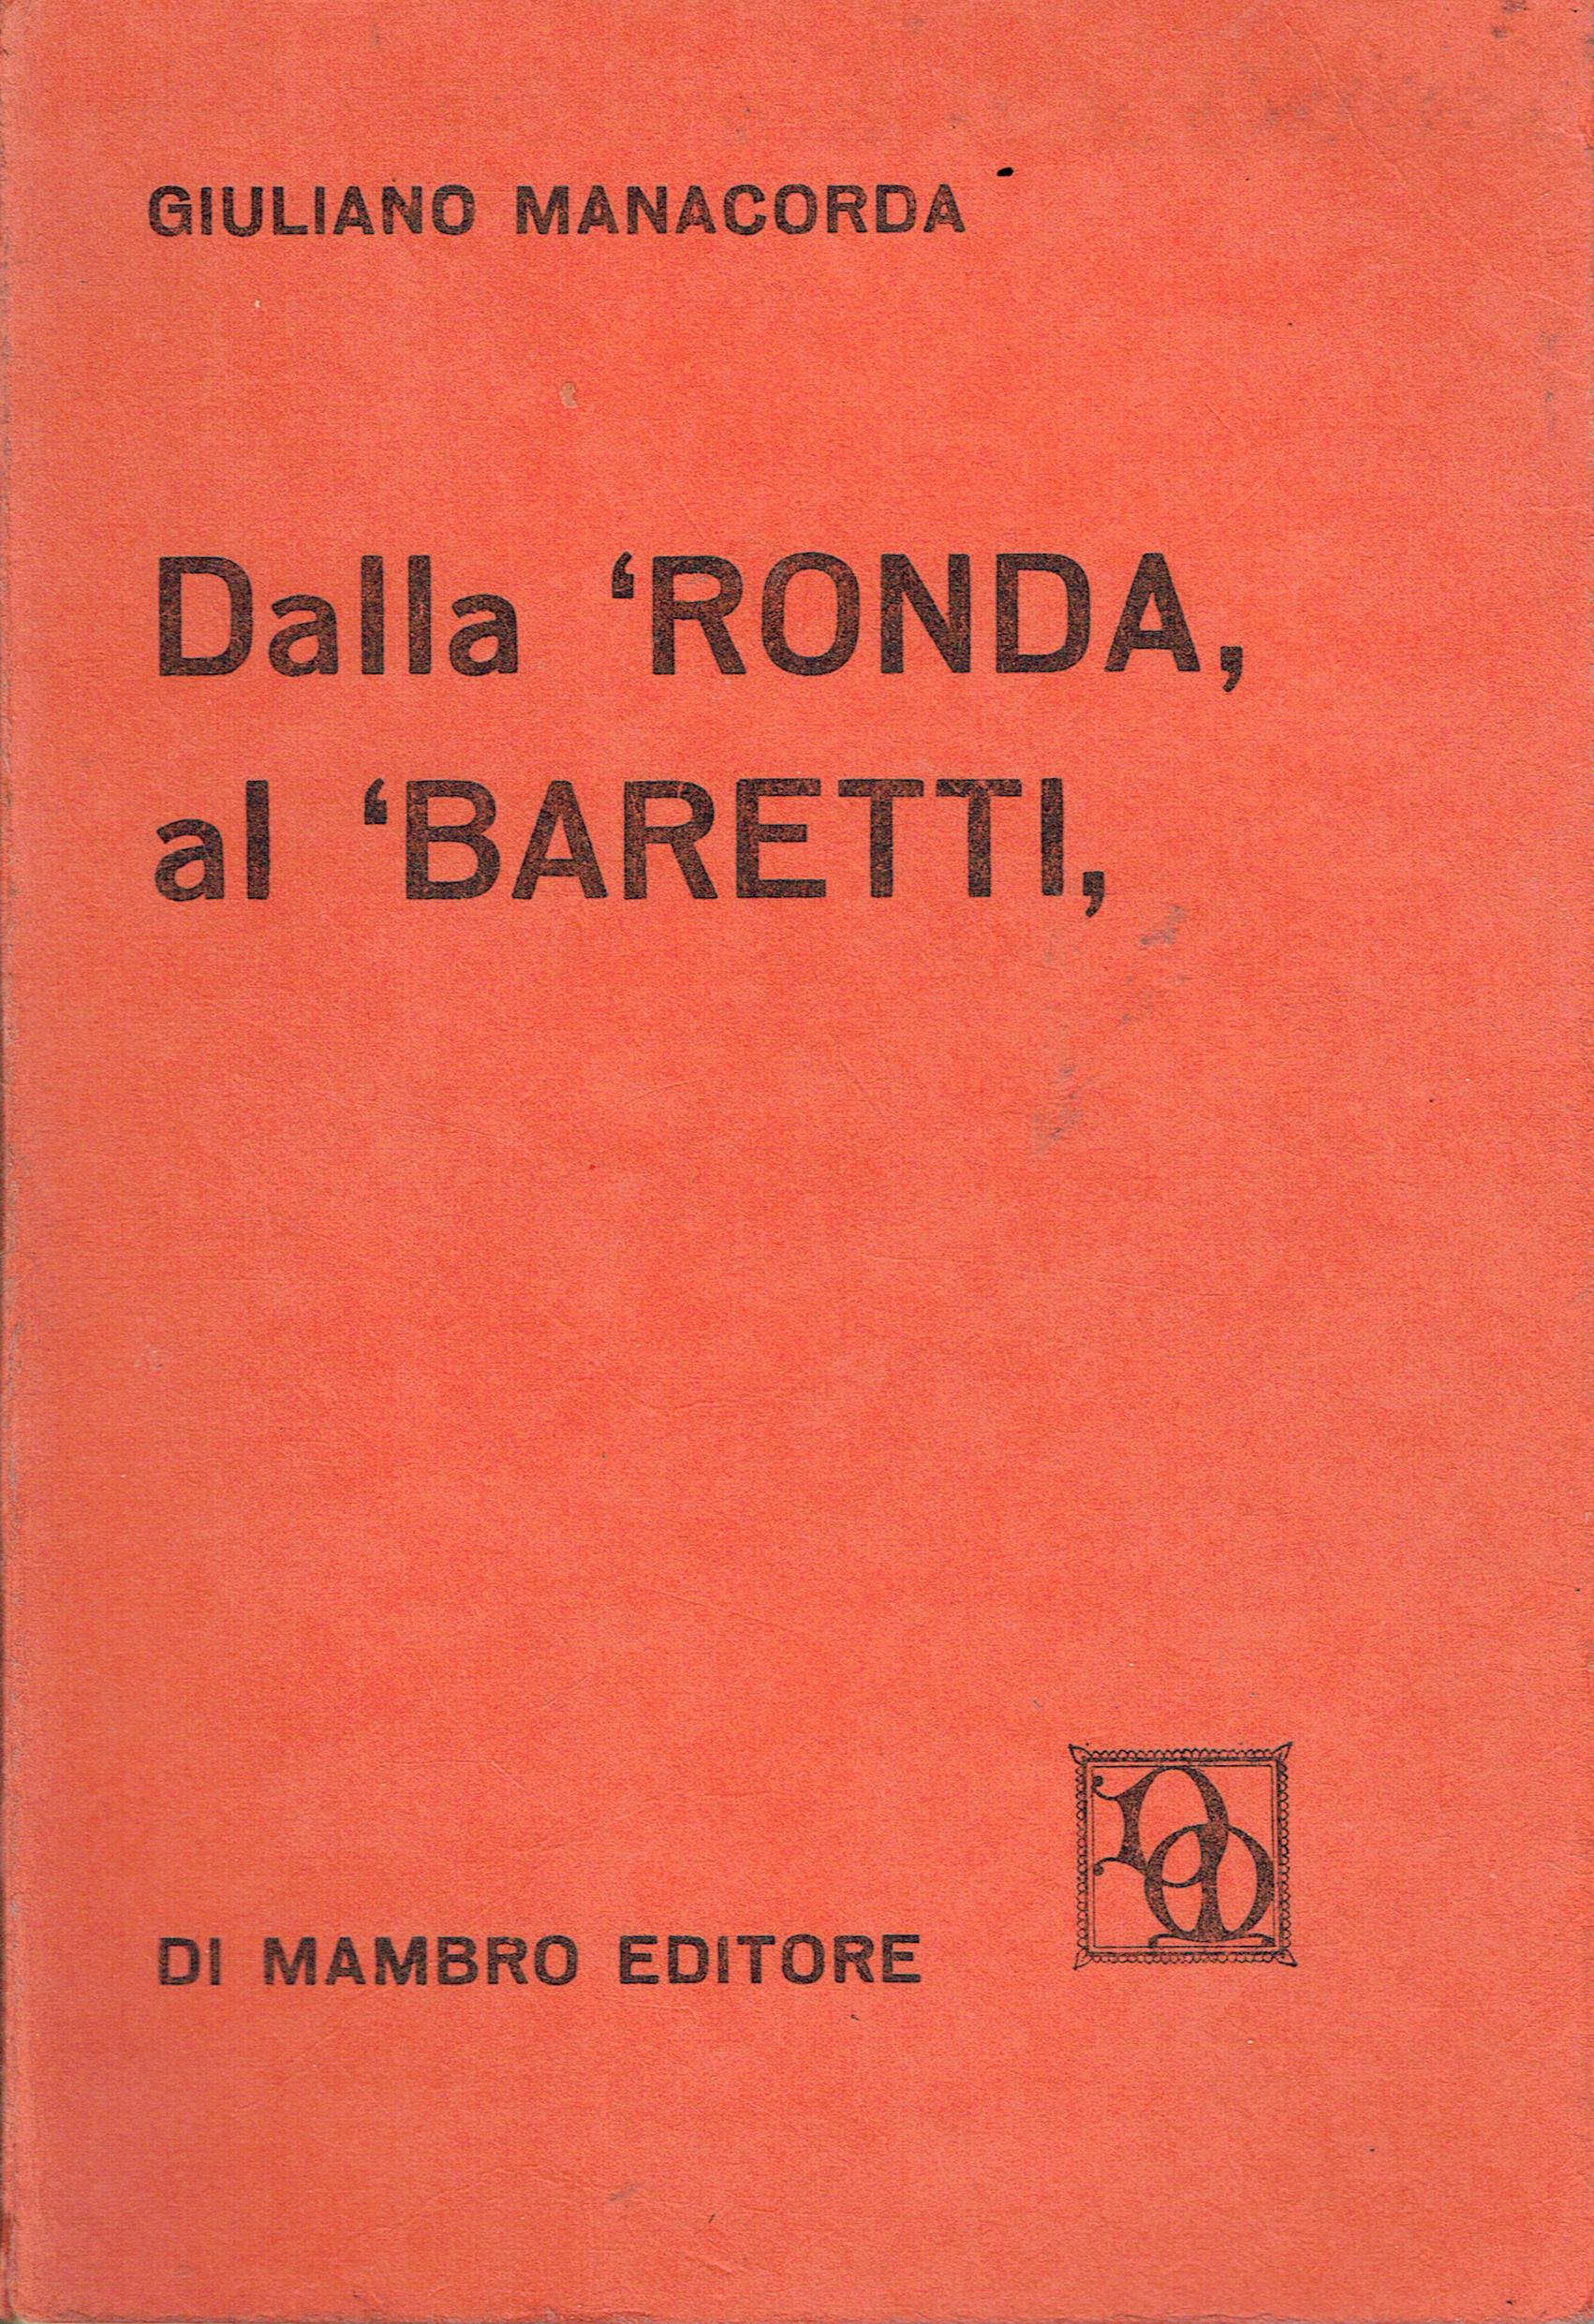 GIULIANO MANACORDA
Dalla ‘RONDA,
al ‘BARETTI,
DI MAMBRO EDITORE